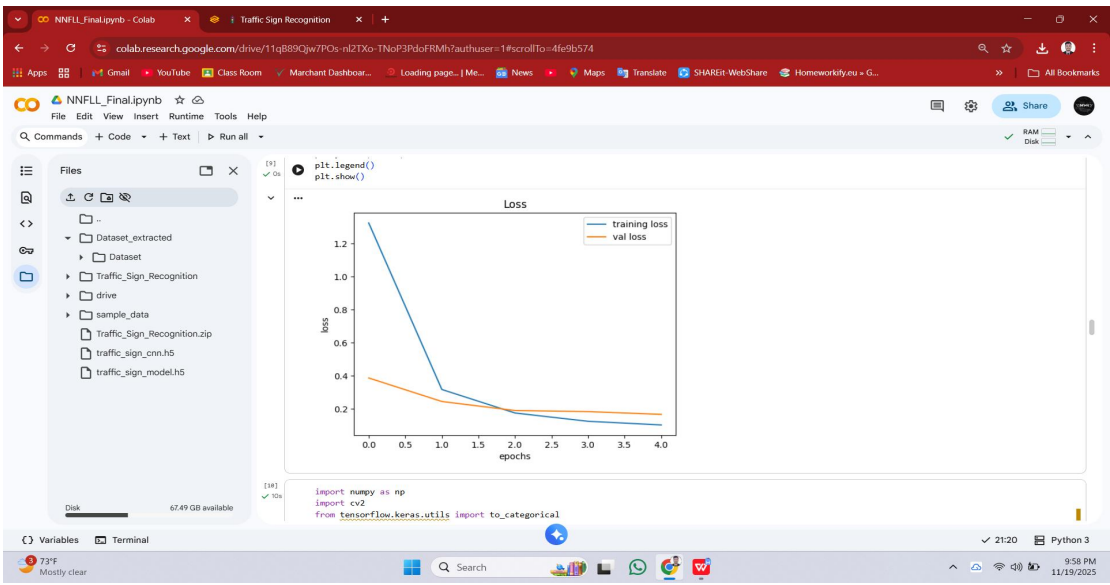 NNFLL_Final.ipynb - Colab
Traffic Sign Recognition
colab.research.google.com/drive/11qB89Qjw7POs-nl2TXo-TNoP3PdoFRMh?authuser=1#scrollTo=4fe9b574
Apps Gmail YouTube Class Room Marchant Dashboar... Loading page... | Me... News Maps Translate SHAREit-WebShare Homeworkify.eu » G... » All Bookmarks
NNFLL_Final.ipynb
Share
File Edit View Insert Runtime Tools Help
Commands + Code + Text Run all
RAM
Disk
Files
..
Dataset_extracted
Dataset
Traffic_Sign_Recognition
drive
sample_data
Traffic_Sign_Recognition.zip
traffic_sign_cnn.h5
traffic_sign_model.h5
Disk 67.49 GB available
[9]
0s
plt.legend()
plt.show()
Loss
training loss
val loss
1.2
1.0
0.8
0.6
0.4
0.2
loss
0.0 0.5 1.0 1.5 2.0 2.5 3.0 3.5 4.0
epochs
[10]
10s
import numpy as np
import cv2
from tensorflow.keras.utils import to_categorical
Variables Terminal
21:20 Python 3
3
73°F
Mostly clear
Search
9:58 PM
11/19/2025